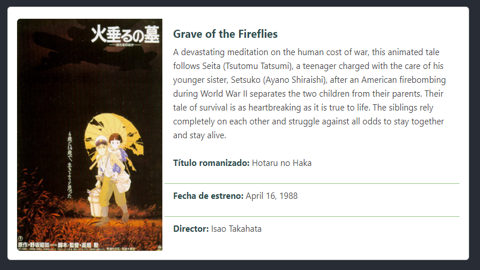 火垂るの墓
Grave of the Fireflies
A devastating meditation on the human cost of war, this animated tale
follows Seita (Tsutomu Tatsumi), a teenager charged with the care of his
younger sister, Setsuko (Ayano Shiraishi), after an American firebombing
during World War II separates the two children from their parents. Their
tale of survival is as heartbreaking as it is true to life. The siblings rely
completely on each other and struggle against all odds to stay together
and stay alive.
Título romanizado: Hotaru no Haka
Fecha de estreno: April 16, 1988
Director: Isao Takahata